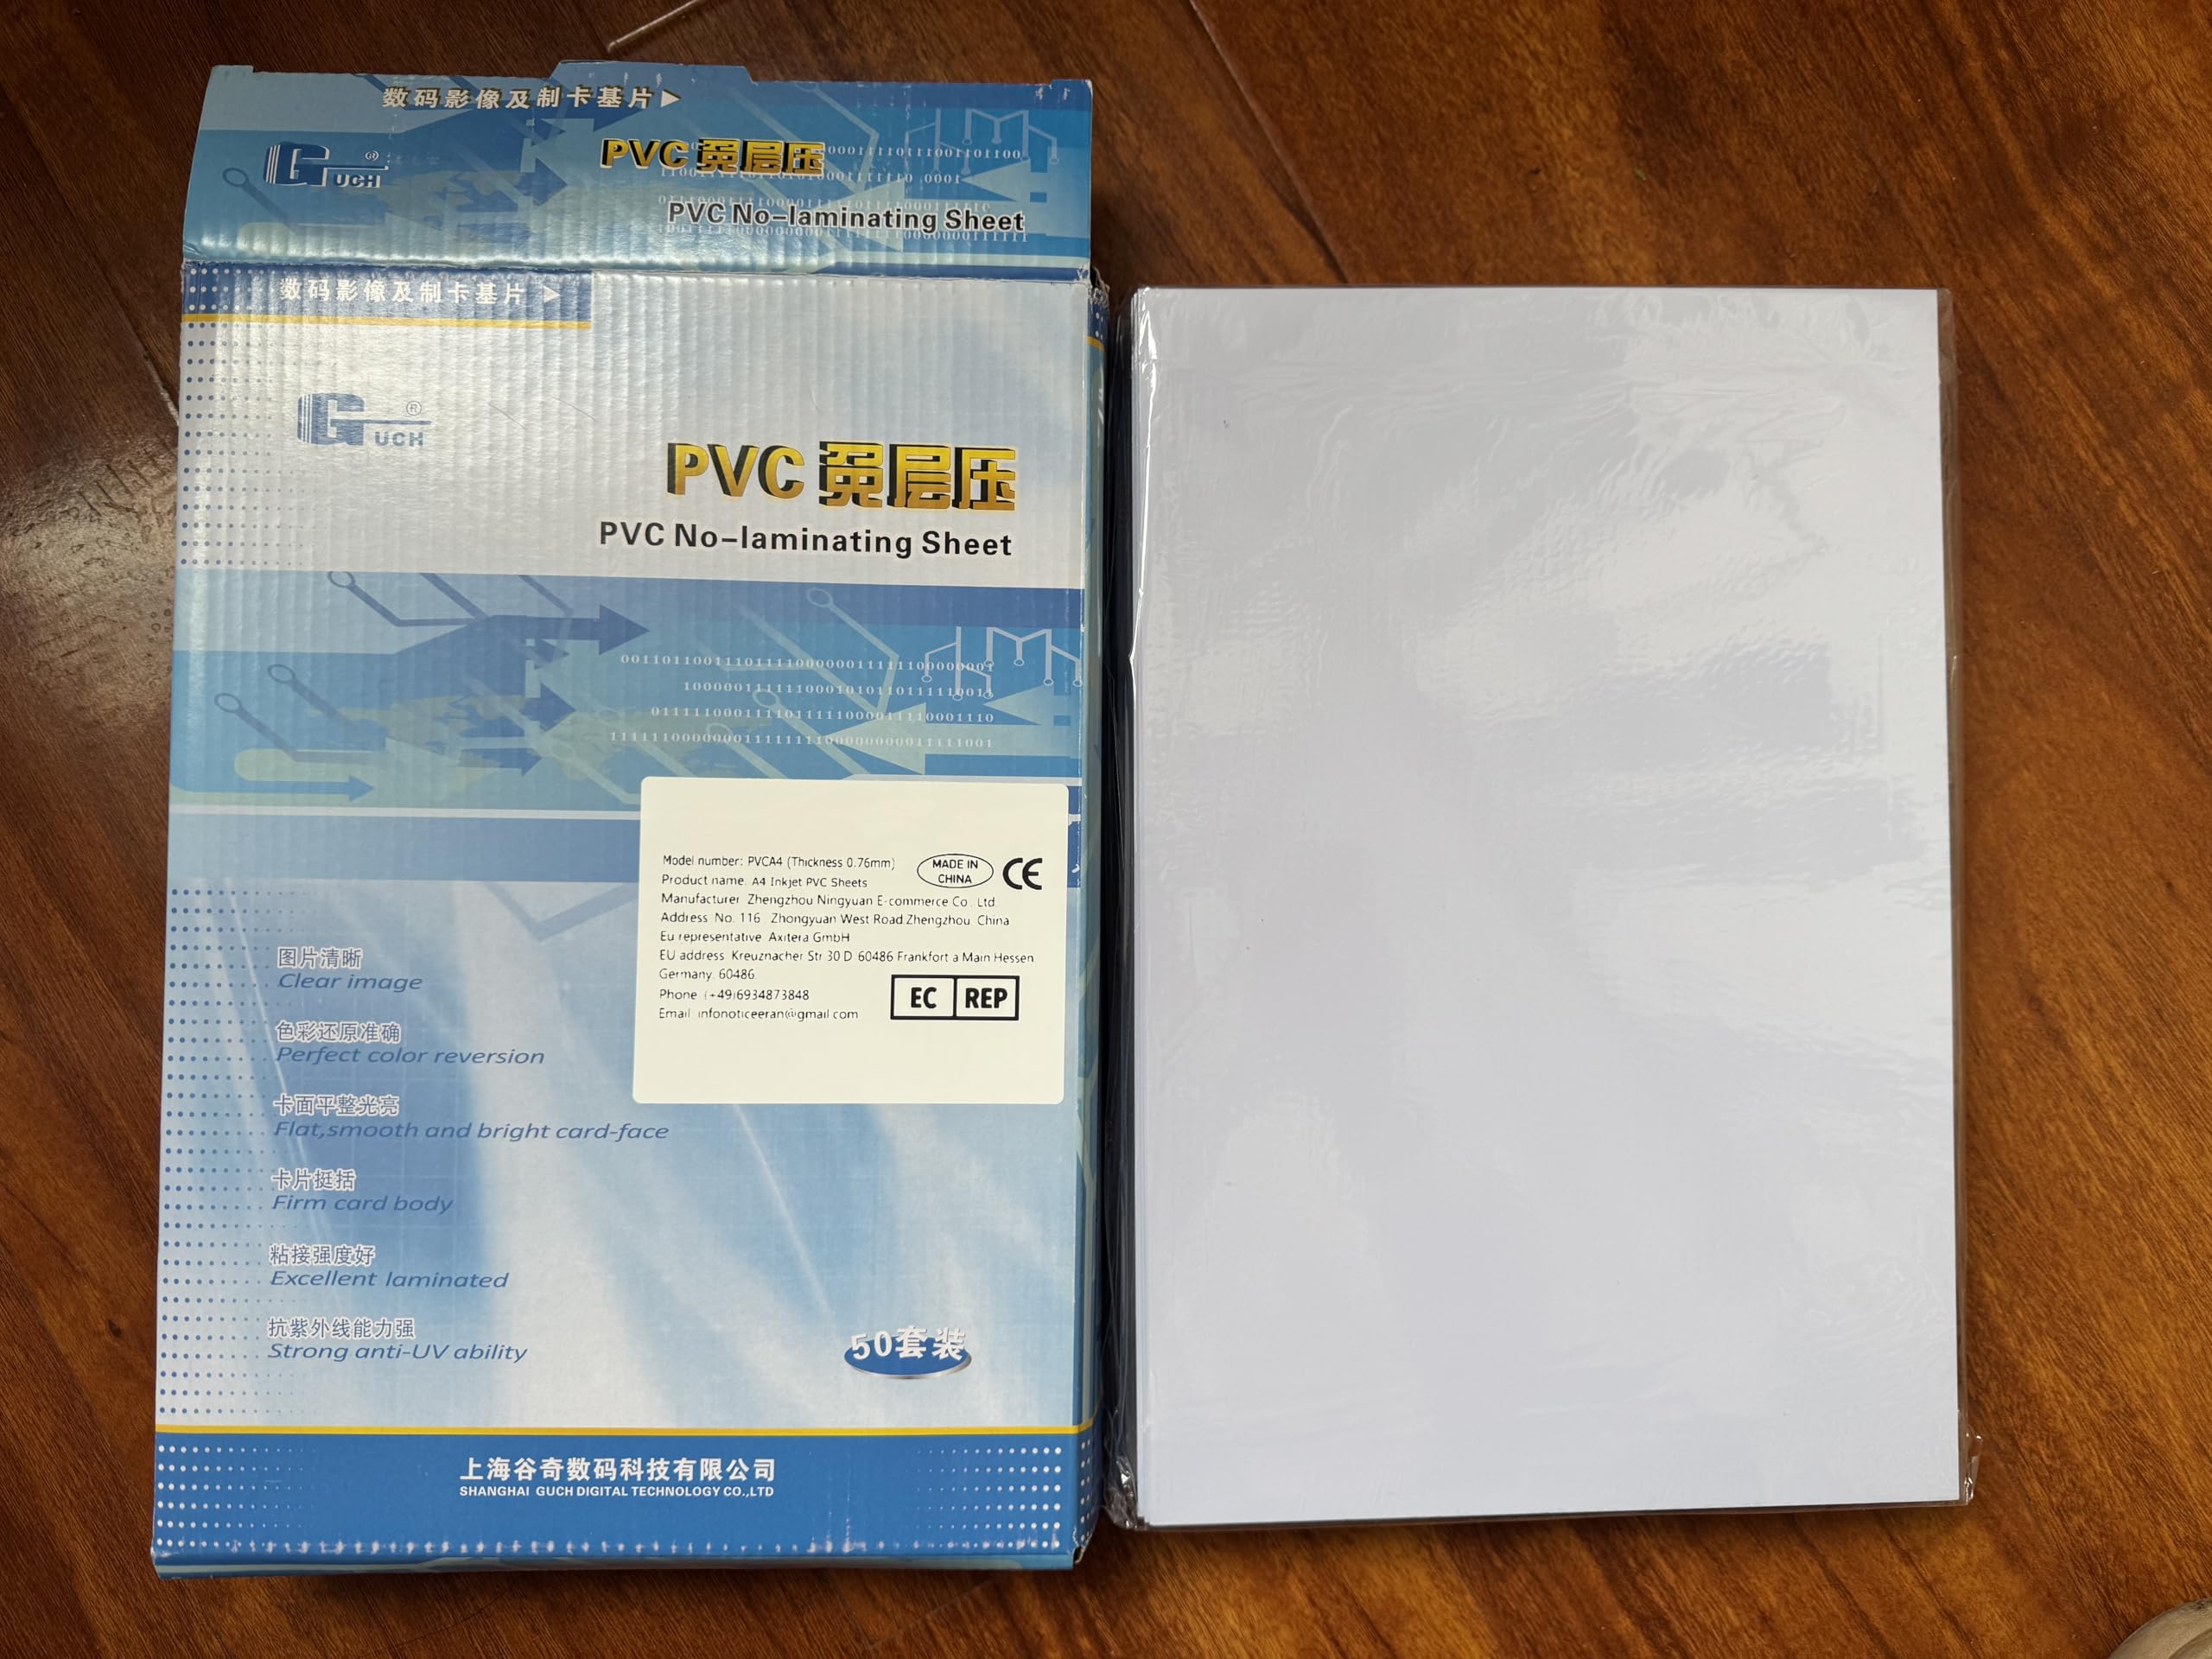 数码影像及制卡基片
GUCH ®
PVC 免层压
PVC No-laminating Sheet
数码影像及制卡基片
GUCH ®
PVC 免层压
PVC No-laminating Sheet
Model number: PVCA4 (Thickness 0.76mm)
Product name: A4 Inkjet PVC Sheets
MADE IN
CHINA
CE
Manufacturer Zhengzhou Ningyuan E-commerce Co., Ltd
Address No. 116, Zhongyuan West Road Zhengzhou China
Eu representative Axitera GmbH
EU address Kreuznacher Str 30 D 60486 Frankfort a Main Hessen
Germany, 60486.
Phone (+49)6934873848
Email infonoticeeran@gmail.com
EC REP
图片清晰
Clear image
色彩还原准确
Perfect color reversion
卡面平整光亮
Flat,smooth and bright card-face
卡片挺括
Firm card body
粘接强度好
Excellent laminated
抗紫外线能力强
Strong anti-UV ability
50套装
上海谷奇数码科技有限公司
SHANGHAI GUCH DIGITAL TECHNOLOGY CO.,LTD